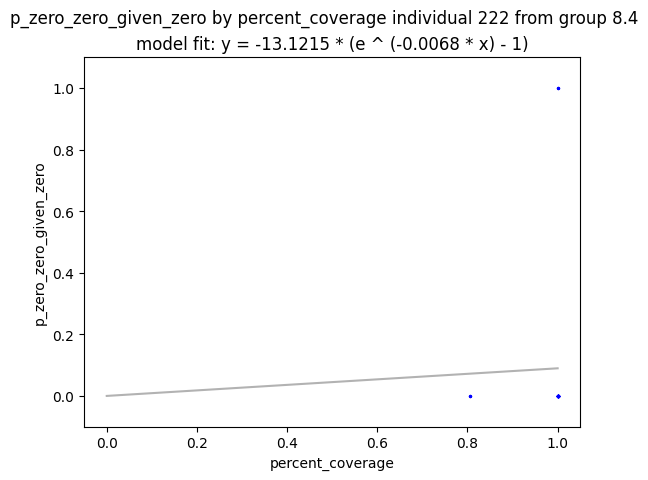 p_zero_zero_given_zero by percent_coverage individual 222 from group 8.4
model fit: y = -13.1215 * (e ^ (-0.0068 * x) - 1)
p_zero_zero_given_zero
1.0
0.8
0.6
0.4
0.2
0.0
0.0 0.2 0.4 0.6 0.8 1.0
percent_coverage